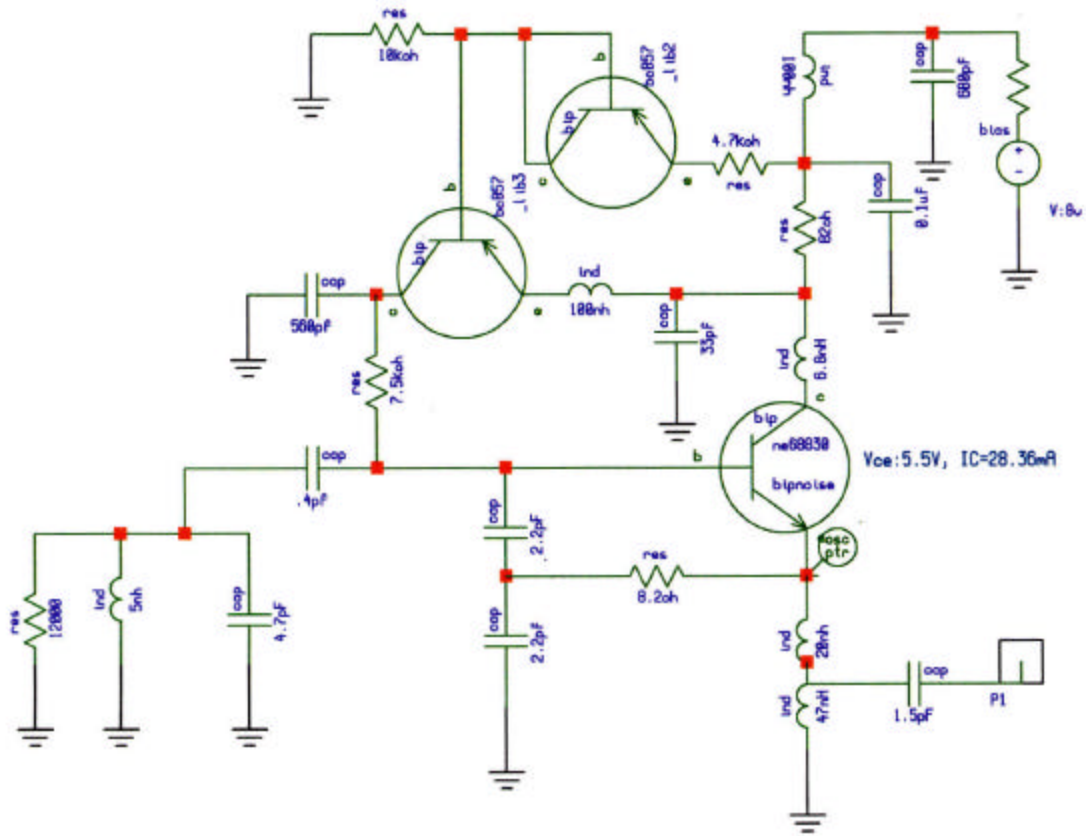 res
10Koh
b
bc857
_lib2
bip
c
e
4.7Koh
res
ind
cap
680pF
bias
+
-
V:8v
cap
0.1uF
res
82oh
b
bc857
_lib3
bip
c
e
cap
560pF
ind
100nh
cap
33pF
ind
6.8nH
res
7.5Koh
c
bip
ne68830
b
bipnoise
Vce:5.5V, IC=28.36mA
cap
.4pF
cap
2.2pF
osc
ptr
res
8.2oh
res
12000
ind
5nh
cap
4.7pF
cap
2.2pF
ind
20nh
ind
47nH
cap
1.5pF
P1